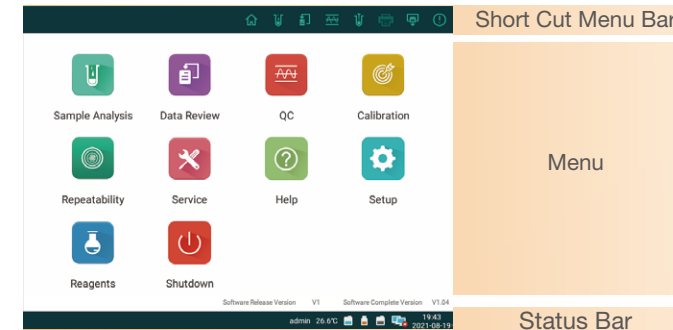 Short Cut Menu Bar
Sample Analysis Data Review QC Calibration
Menu
Repeatability Service Help Setup
Reagents Shutdown
Software Release Version V1 Software Complete Version V1.04
admin 26.6℃ 19:43
2021-08-19
Status Bar